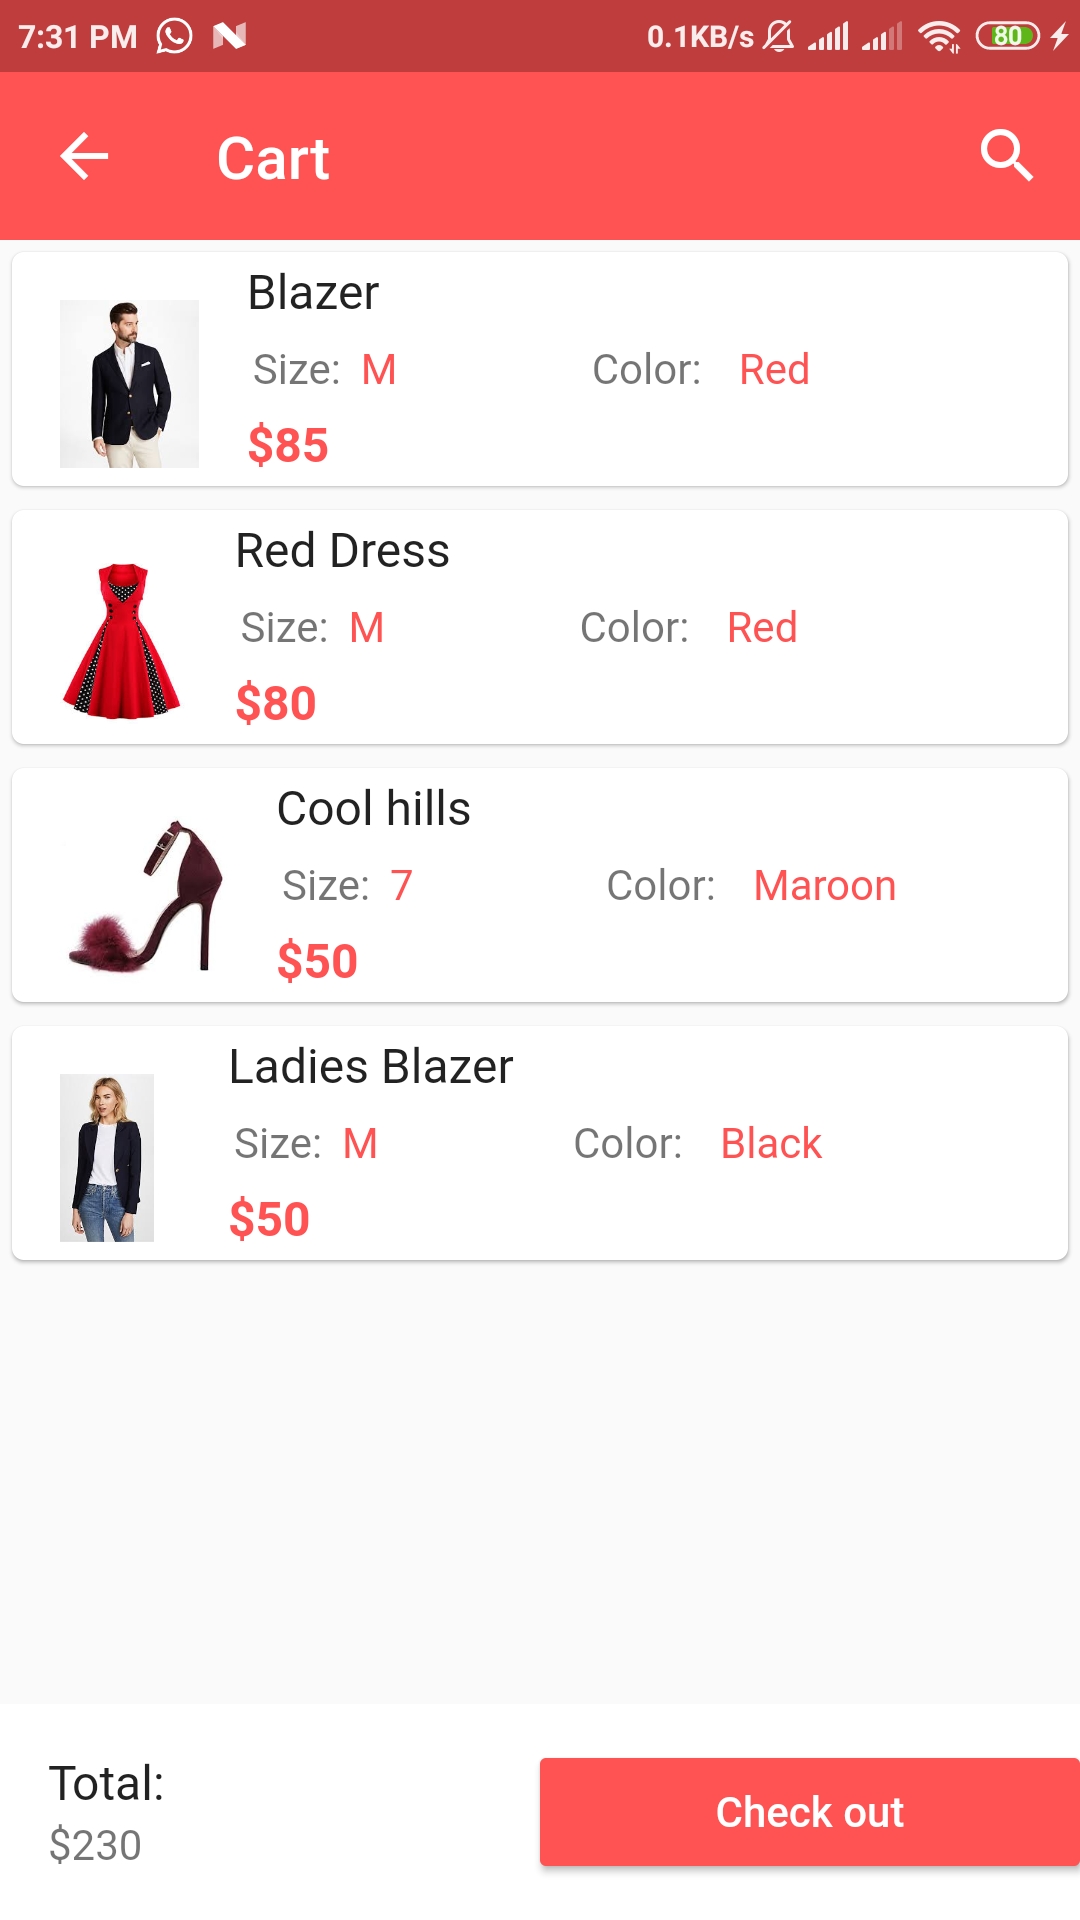 7:31 PM 0.1KB/s 80
Cart
Blazer
Size: M Color: Red
$85
Red Dress
Size: M Color: Red
$80
Cool hills
Size: 7 Color: Maroon
$50
Ladies Blazer
Size: M Color: Black
$50
Total:
$230
Check out